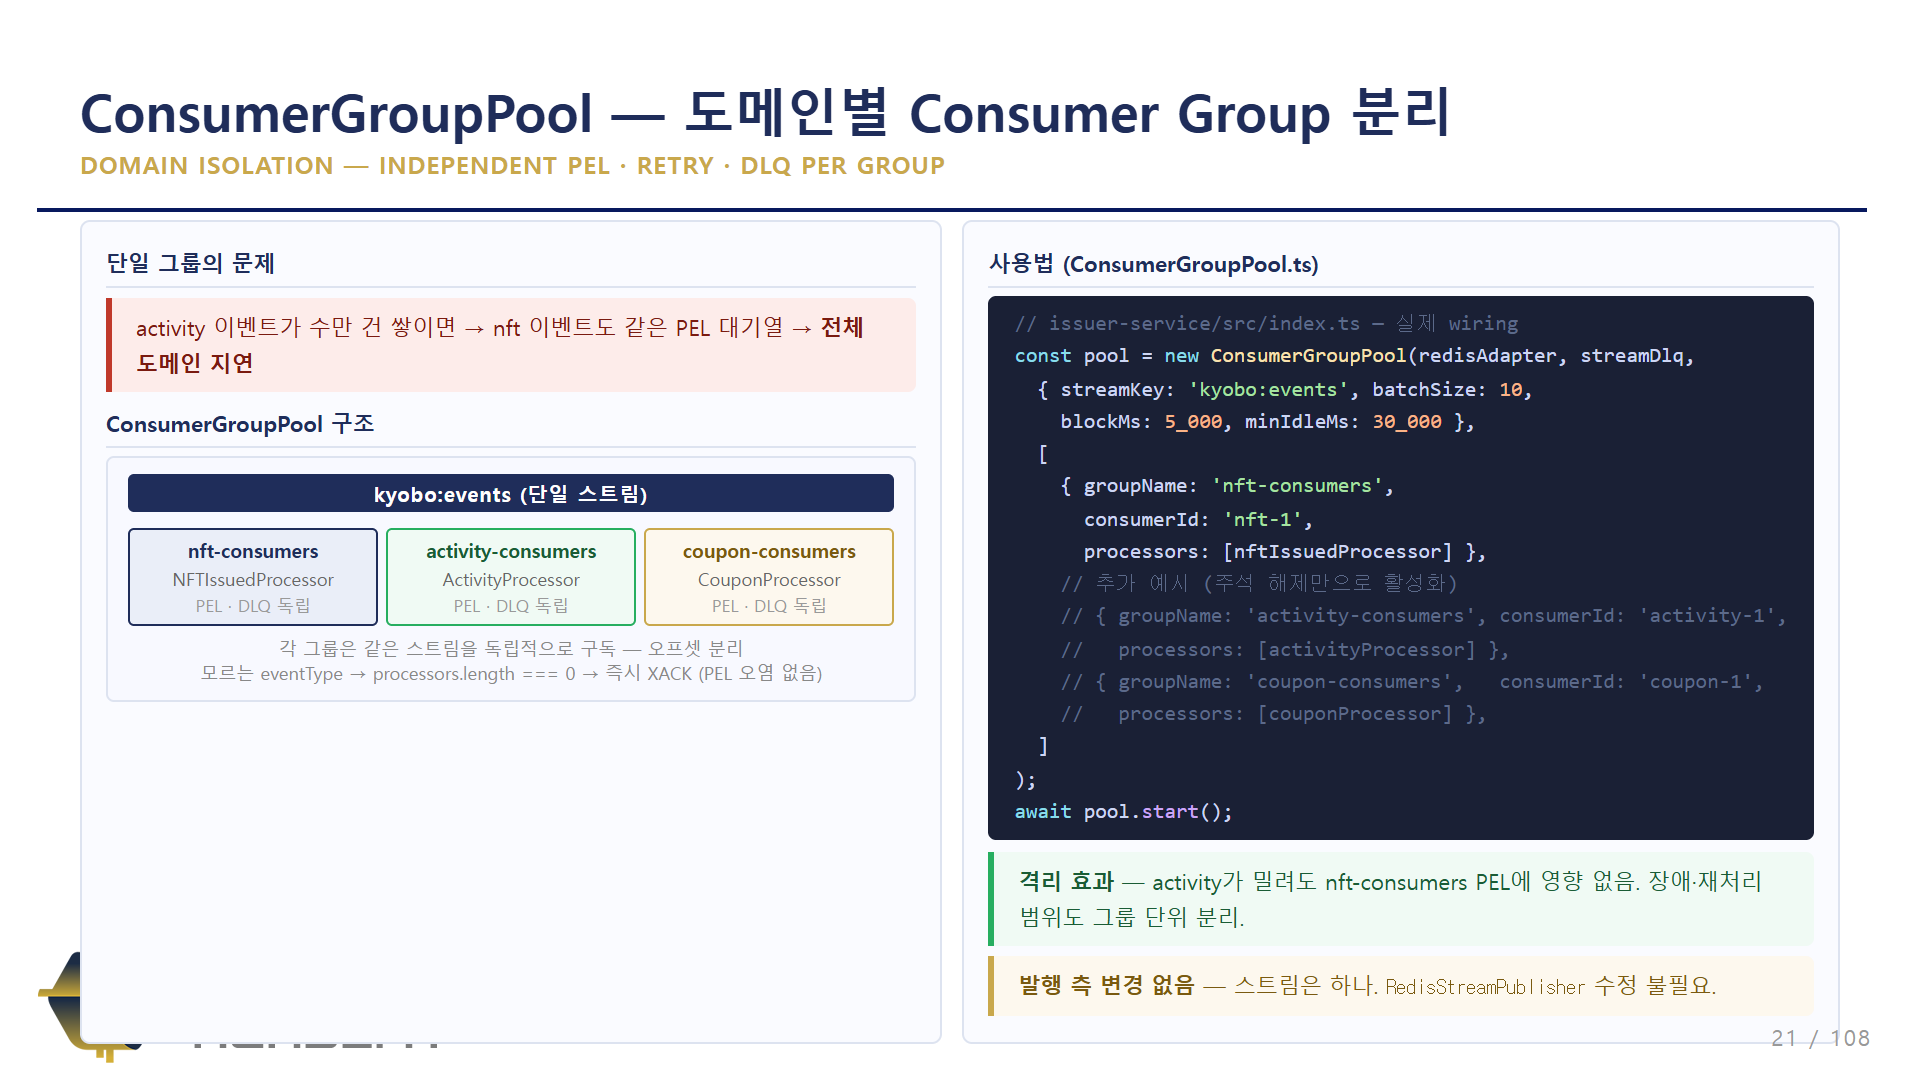 ConsumerGroupPool — 도메인별 Consumer Group 분리
DOMAIN ISOLATION — INDEPENDENT PEL · RETRY · DLQ PER GROUP
단일 그룹의 문제
activity 이벤트가 수만 건 쌓이면 → nft 이벤트도 같은 PEL 대기열 → 전체
도메인 지연
ConsumerGroupPool 구조
kyobo:events (단일 스트림)
nft-consumers
NFTIssuedProcessor
PEL · DLQ 독립
activity-consumers
ActivityProcessor
PEL · DLQ 독립
coupon-consumers
CouponProcessor
PEL · DLQ 독립
각 그룹은 같은 스트림을 독립적으로 구독 — 오프셋 분리
모르는 eventType → processors.length === 0 → 즉시 XACK (PEL 오염 없음)
사용법 (ConsumerGroupPool.ts)
// issuer-service/src/index.ts — 실제 wiring
const pool = new ConsumerGroupPool(redisAdapter, streamDlq,
{ streamKey: 'kyobo:events', batchSize: 10,
blockMs: 5_000, minIdleMs: 30_000 },
[
{ groupName: 'nft-consumers',
consumerId: 'nft-1',
processors: [nftIssuedProcessor] },
// 추가 예시 (주석 해제만으로 활성화)
// { groupName: 'activity-consumers', consumerId: 'activity-1',
//   processors: [activityProcessor] },
// { groupName: 'coupon-consumers',   consumerId: 'coupon-1',
//   processors: [couponProcessor] },
]
);
await pool.start();
격리 효과 — activity가 밀려도 nft-consumers PEL에 영향 없음. 장애·재처리
범위도 그룹 단위 분리.
발행 측 변경 없음 — 스트림은 하나. RedisStreamPublisher 수정 불필요.
21 / 108